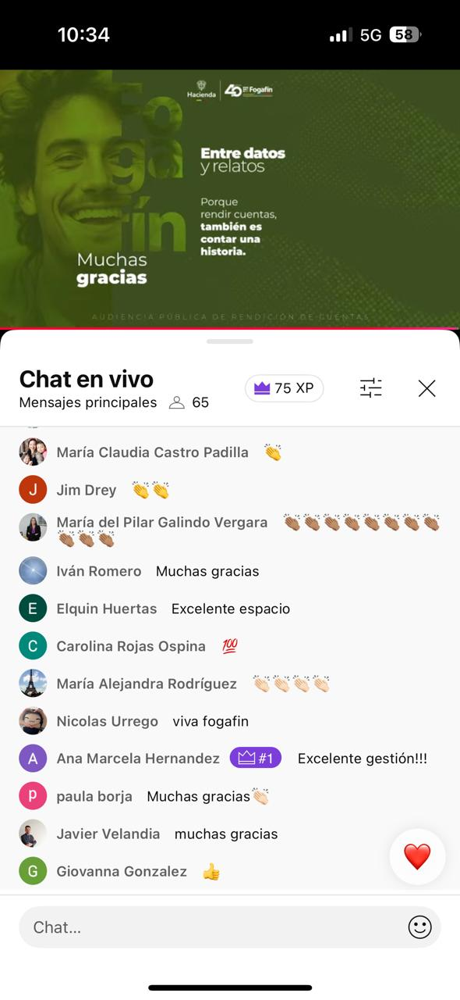 10:34
5G
58
Hacienda
40 Fogafín
Fo
ga
fín
Entre datos
y relatos
Porque
rendir cuentas,
también es
contar una
historia.
Muchas
gracias
AUDIENCIA PÚBLICA DE RENDICIÓN DE CUENTAS
Chat en vivo
75 XP
Mensajes principales 65
María Claudia Castro Padilla 👏
J Jim Drey 👏👏
María del Pilar Galindo Vergara 👏🏽👏🏽👏🏽👏🏽👏🏽👏🏽👏🏽👏🏽
👏🏽👏🏽👏🏽
Iván Romero Muchas gracias
E Elquin Huertas Excelente espacio
C Carolina Rojas Ospina 💯
María Alejandra Rodríguez 👏🏻👏🏻👏🏻👏🏻
Nicolas Urrego viva fogafin
A Ana Marcela Hernandez #1 Excelente gestión!!!
p paula borja Muchas gracias👏🏻
Javier Velandia muchas gracias
G Giovanna Gonzalez 👍
Chat...